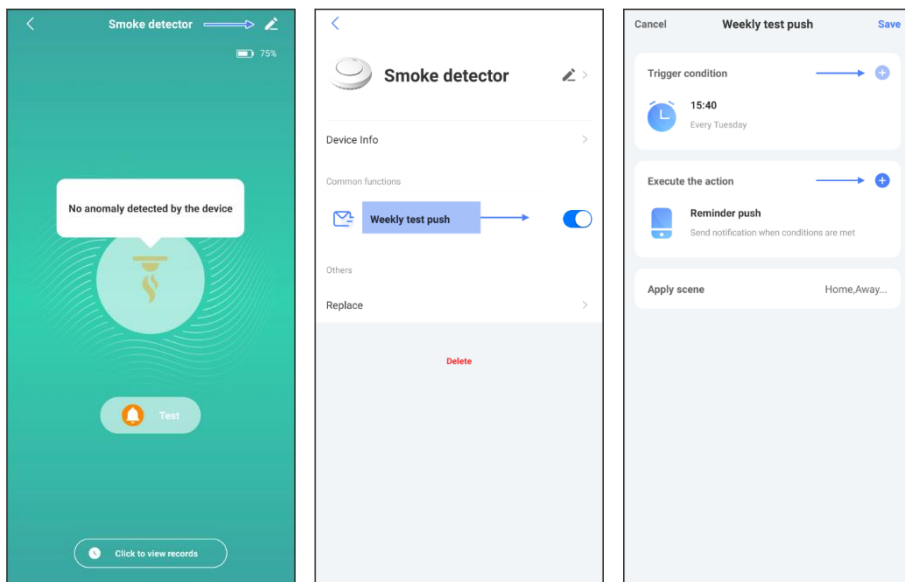 Smoke detector
75%
No anomaly detected by the device
Test
Click to view records
Smoke detector
Device Info
Common functions
Weekly test push
Others
Replace
Delete
Cancel Weekly test push Save
Trigger condition
15:40
Every Tuesday
Execute the action
Reminder push
Send notification when conditions are met
Apply scene Home,Away...